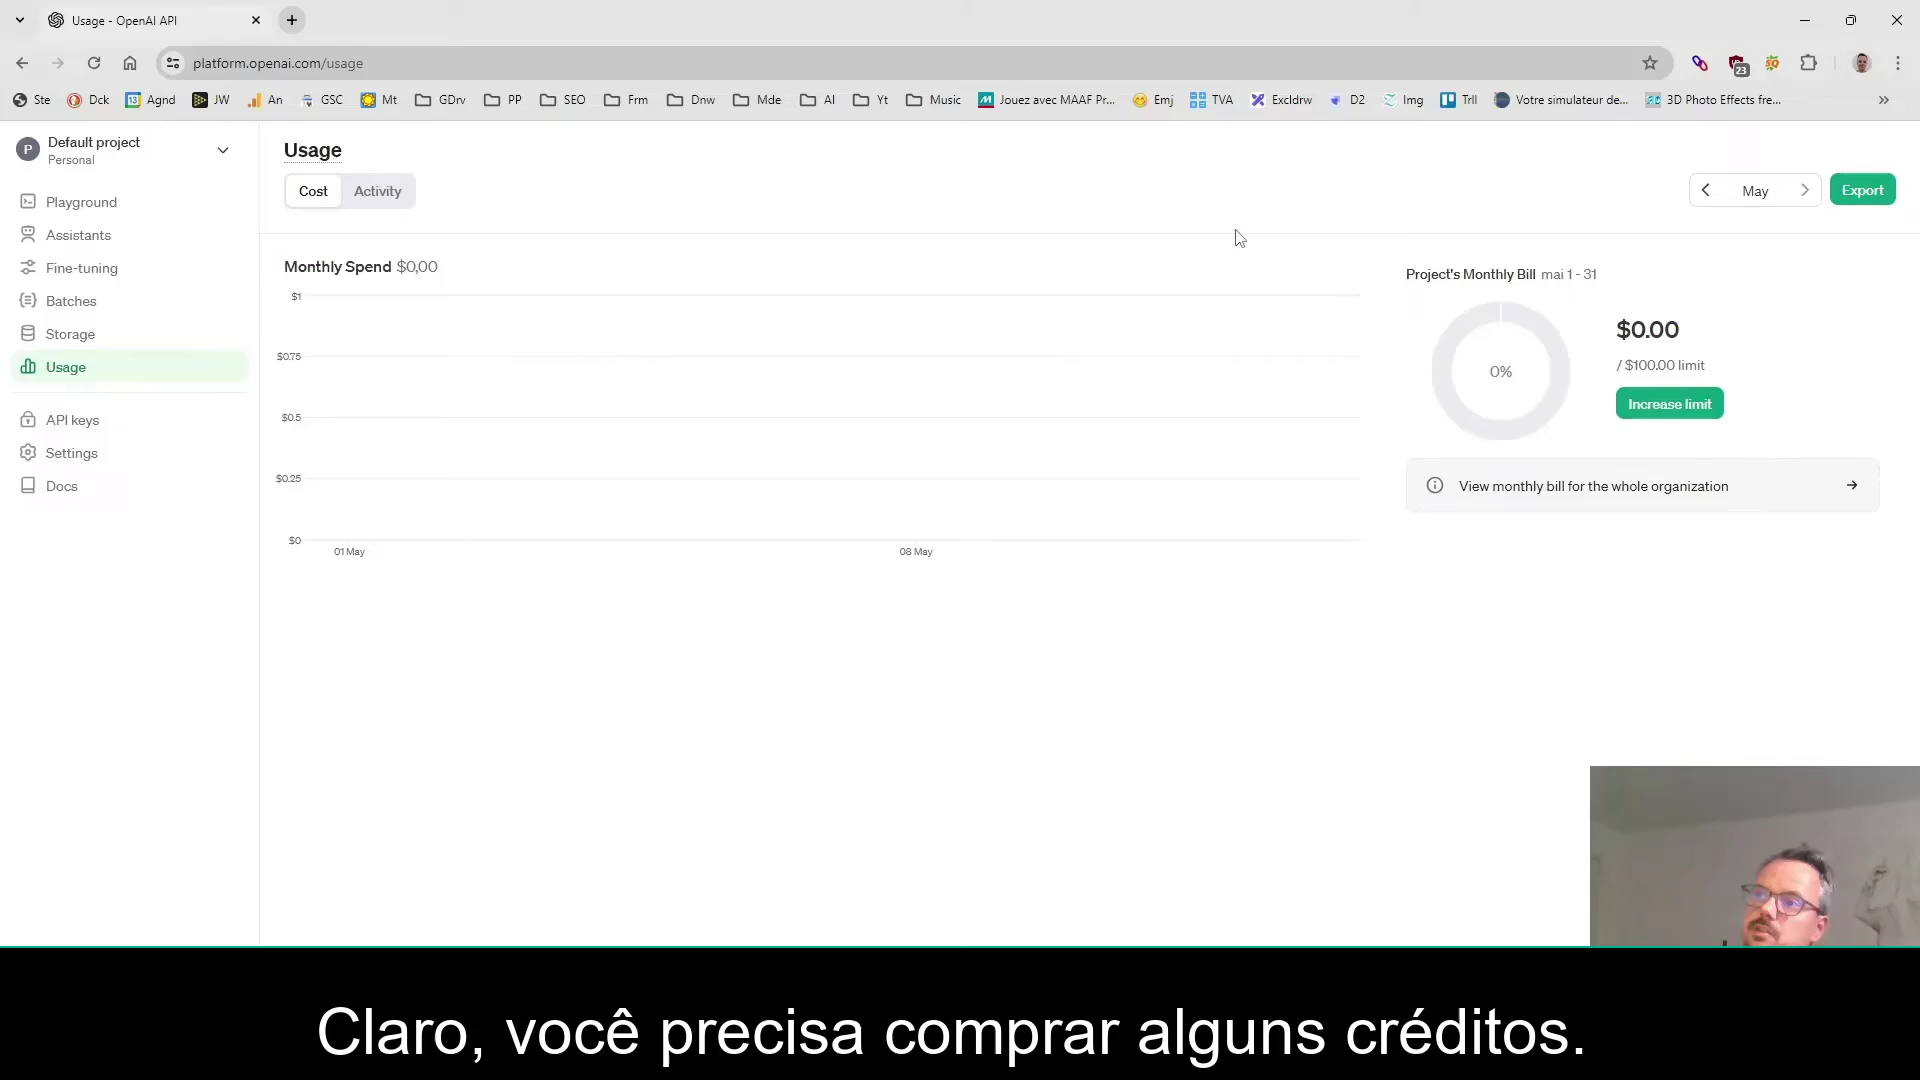 Usage - OpenAI API
platform.openai.com/usage
23
Ste
Dck
13
Agnd
JW
An
GSC
Mt
GDrv
PP
SEO
Frm
Dnw
Mde
AI
Yt
Music
Jouez avec MAAF Pr...
Emj
TVA
Excldrw
D2
Img
Trll
Votre simulateur de...
3D Photo Effects fre...
P
Default project
Personal
Playground
Assistants
Fine-tuning
Batches
Storage
Usage
API keys
Settings
Docs
Usage
Cost
Activity
May
Export
Monthly Spend $0,00
$1
$0.75
$0.5
$0.25
$0
01 May
08 May
Project's Monthly Bill mai 1 - 31
0%
$0.00
/ $100.00 limit
Increase limit
View monthly bill for the whole organization
Claro, você precisa comprar alguns créditos.